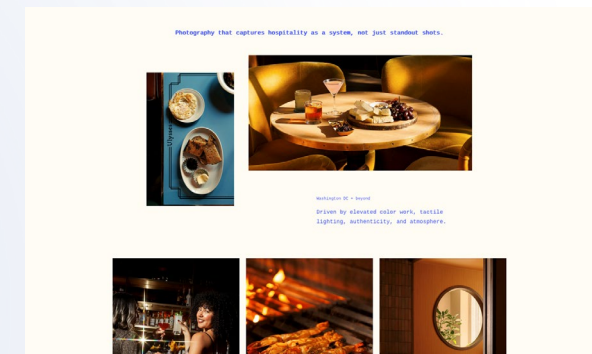 Photography that captures hospitality as a system, not just standout shots.
Washington DC + beyond
Driven by elevated color work, tactile
lighting, authenticity, and atmosphere.